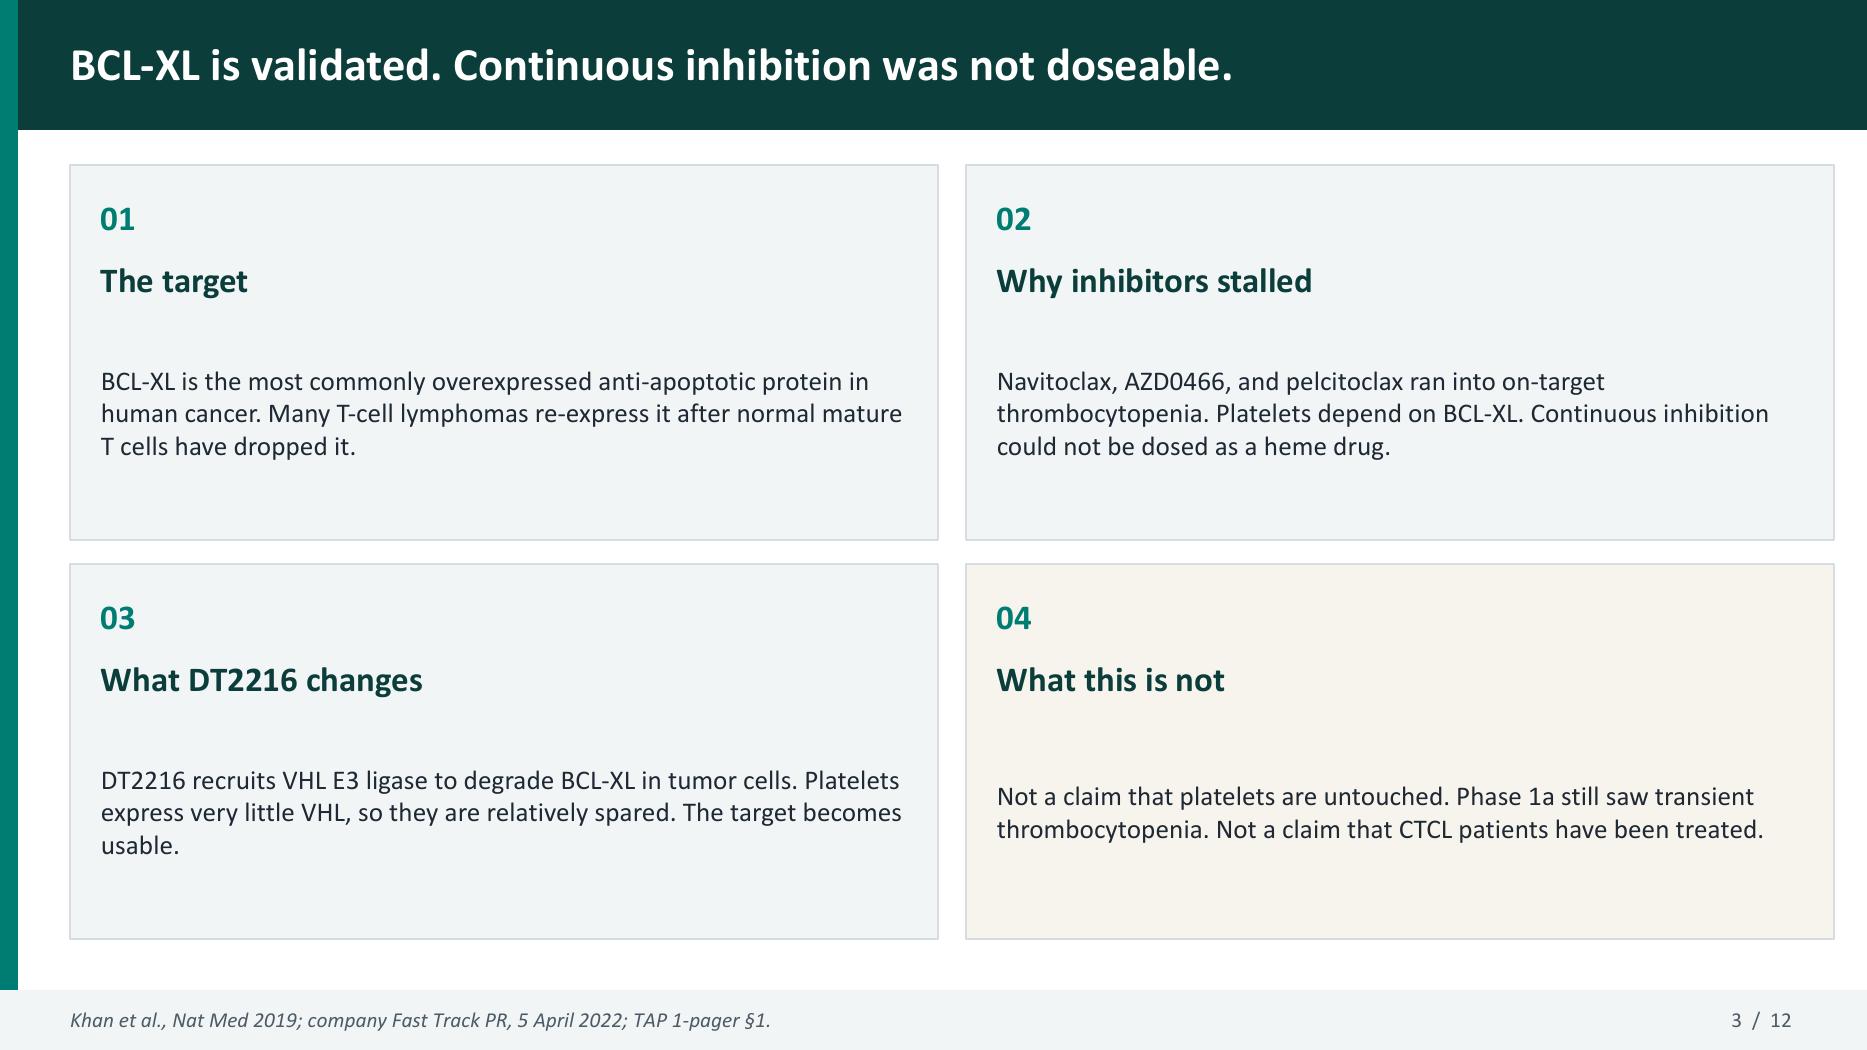 BCL-XL is validated. Continuous inhibition was not doseable.
01
The target
BCL-XL is the most commonly overexpressed anti-apoptotic protein in
human cancer. Many T-cell lymphomas re-express it after normal mature
T cells have dropped it.
02
Why inhibitors stalled
Navitoclax, AZD0466, and pelcitoclax ran into on-target
thrombocytopenia. Platelets depend on BCL-XL. Continuous inhibition
could not be dosed as a heme drug.
03
What DT2216 changes
DT2216 recruits VHL E3 ligase to degrade BCL-XL in tumor cells. Platelets
express very little VHL, so they are relatively spared. The target becomes
usable.
04
What this is not
Not a claim that platelets are untouched. Phase 1a still saw transient
thrombocytopenia. Not a claim that CTCL patients have been treated.
Khan et al., Nat Med 2019; company Fast Track PR, 5 April 2022; TAP 1-pager §1.
3 / 12